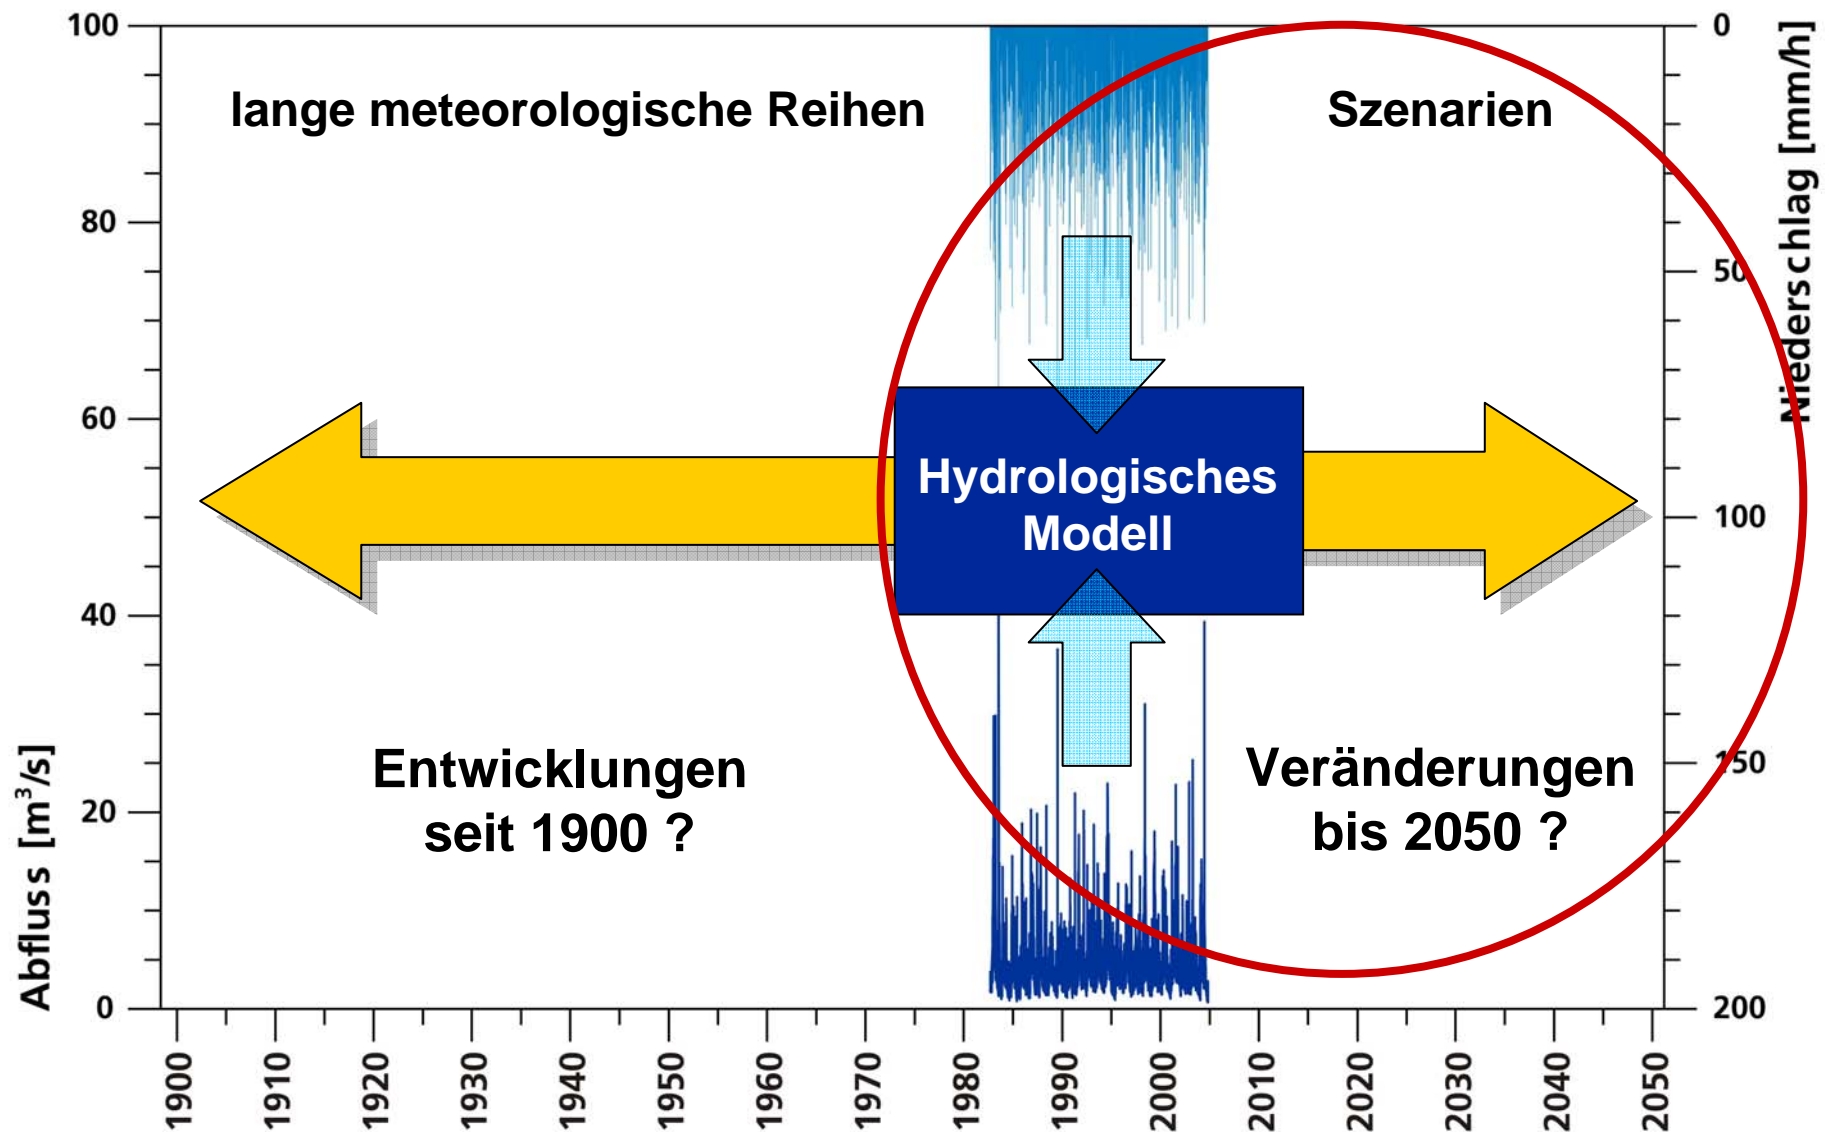 100
80
60
40
20
0
Abfluss [m³/s]
0
50
100
150
200
Niederschlag [mm/h]
lange meteorologische Reihen
Szenarien
Hydrologisches
Modell
Entwicklungen
seit 1900 ?
Veränderungen
bis 2050 ?
1900 1910 1920 1930 1940 1950 1960 1970 1980 1990 2000 2010 2020 2030 2040 2050